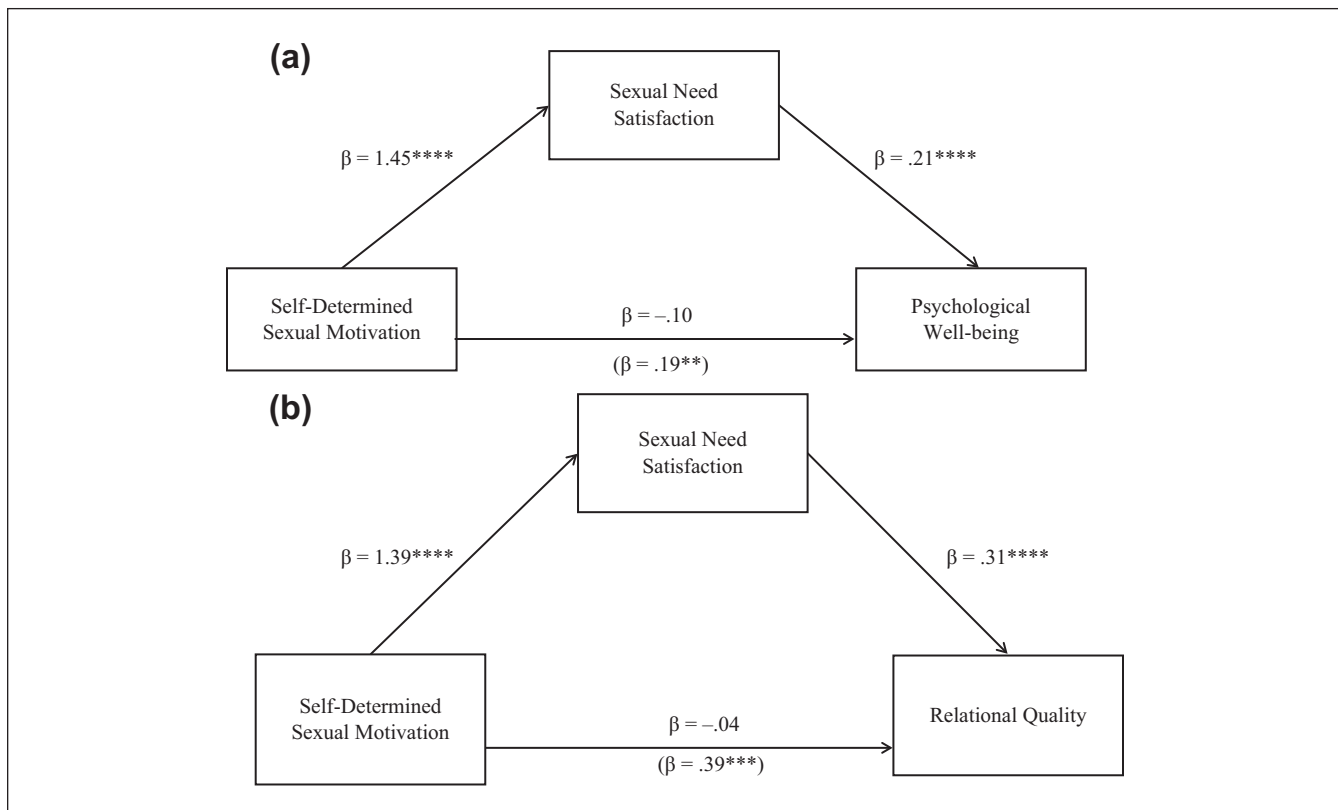 (a)
Sexual Need
Satisfaction
β = 1.45****
β = .21****
Self-Determined
Sexual Motivation
β = –.10
(β = .19**)
Psychological
Well-being
(b)
Sexual Need
Satisfaction
β = 1.39****
β = .31****
Self-Determined
Sexual Motivation
β = –.04
(β = .39***)
Relational Quality